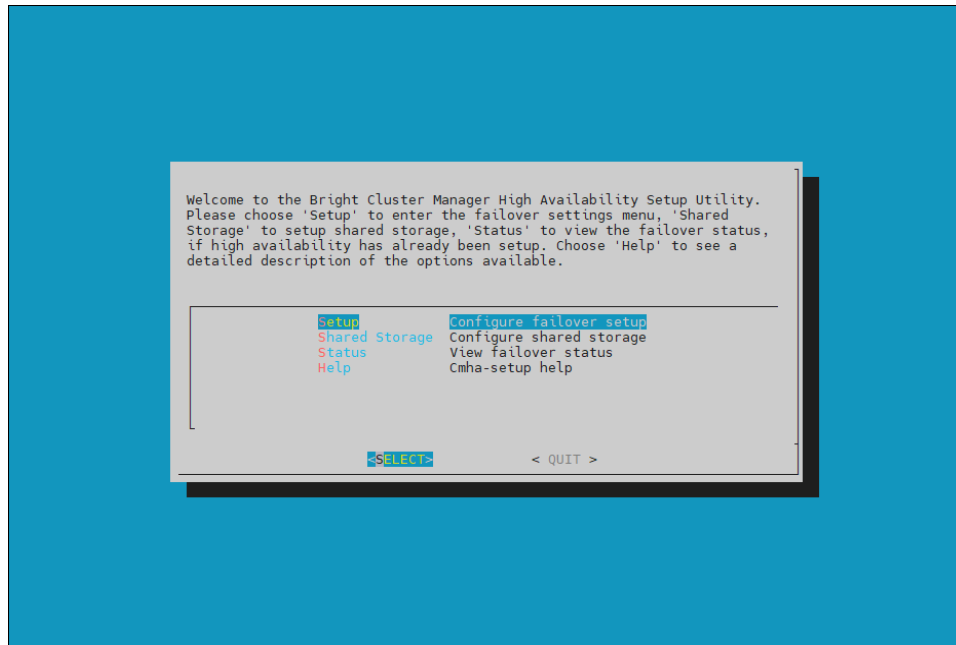 Welcome to the Bright Cluster Manager High Availability Setup Utility.
Please choose 'Setup' to enter the failover settings menu, 'Shared
Storage' to setup shared storage, 'Status' to view the failover status,
if high availability has already been setup. Choose 'Help' to see a
detailed description of the options available.
Setup Configure failover setup
Shared Storage Configure shared storage
Status View failover status
Help Cmha-setup help
<SELECT> < QUIT >